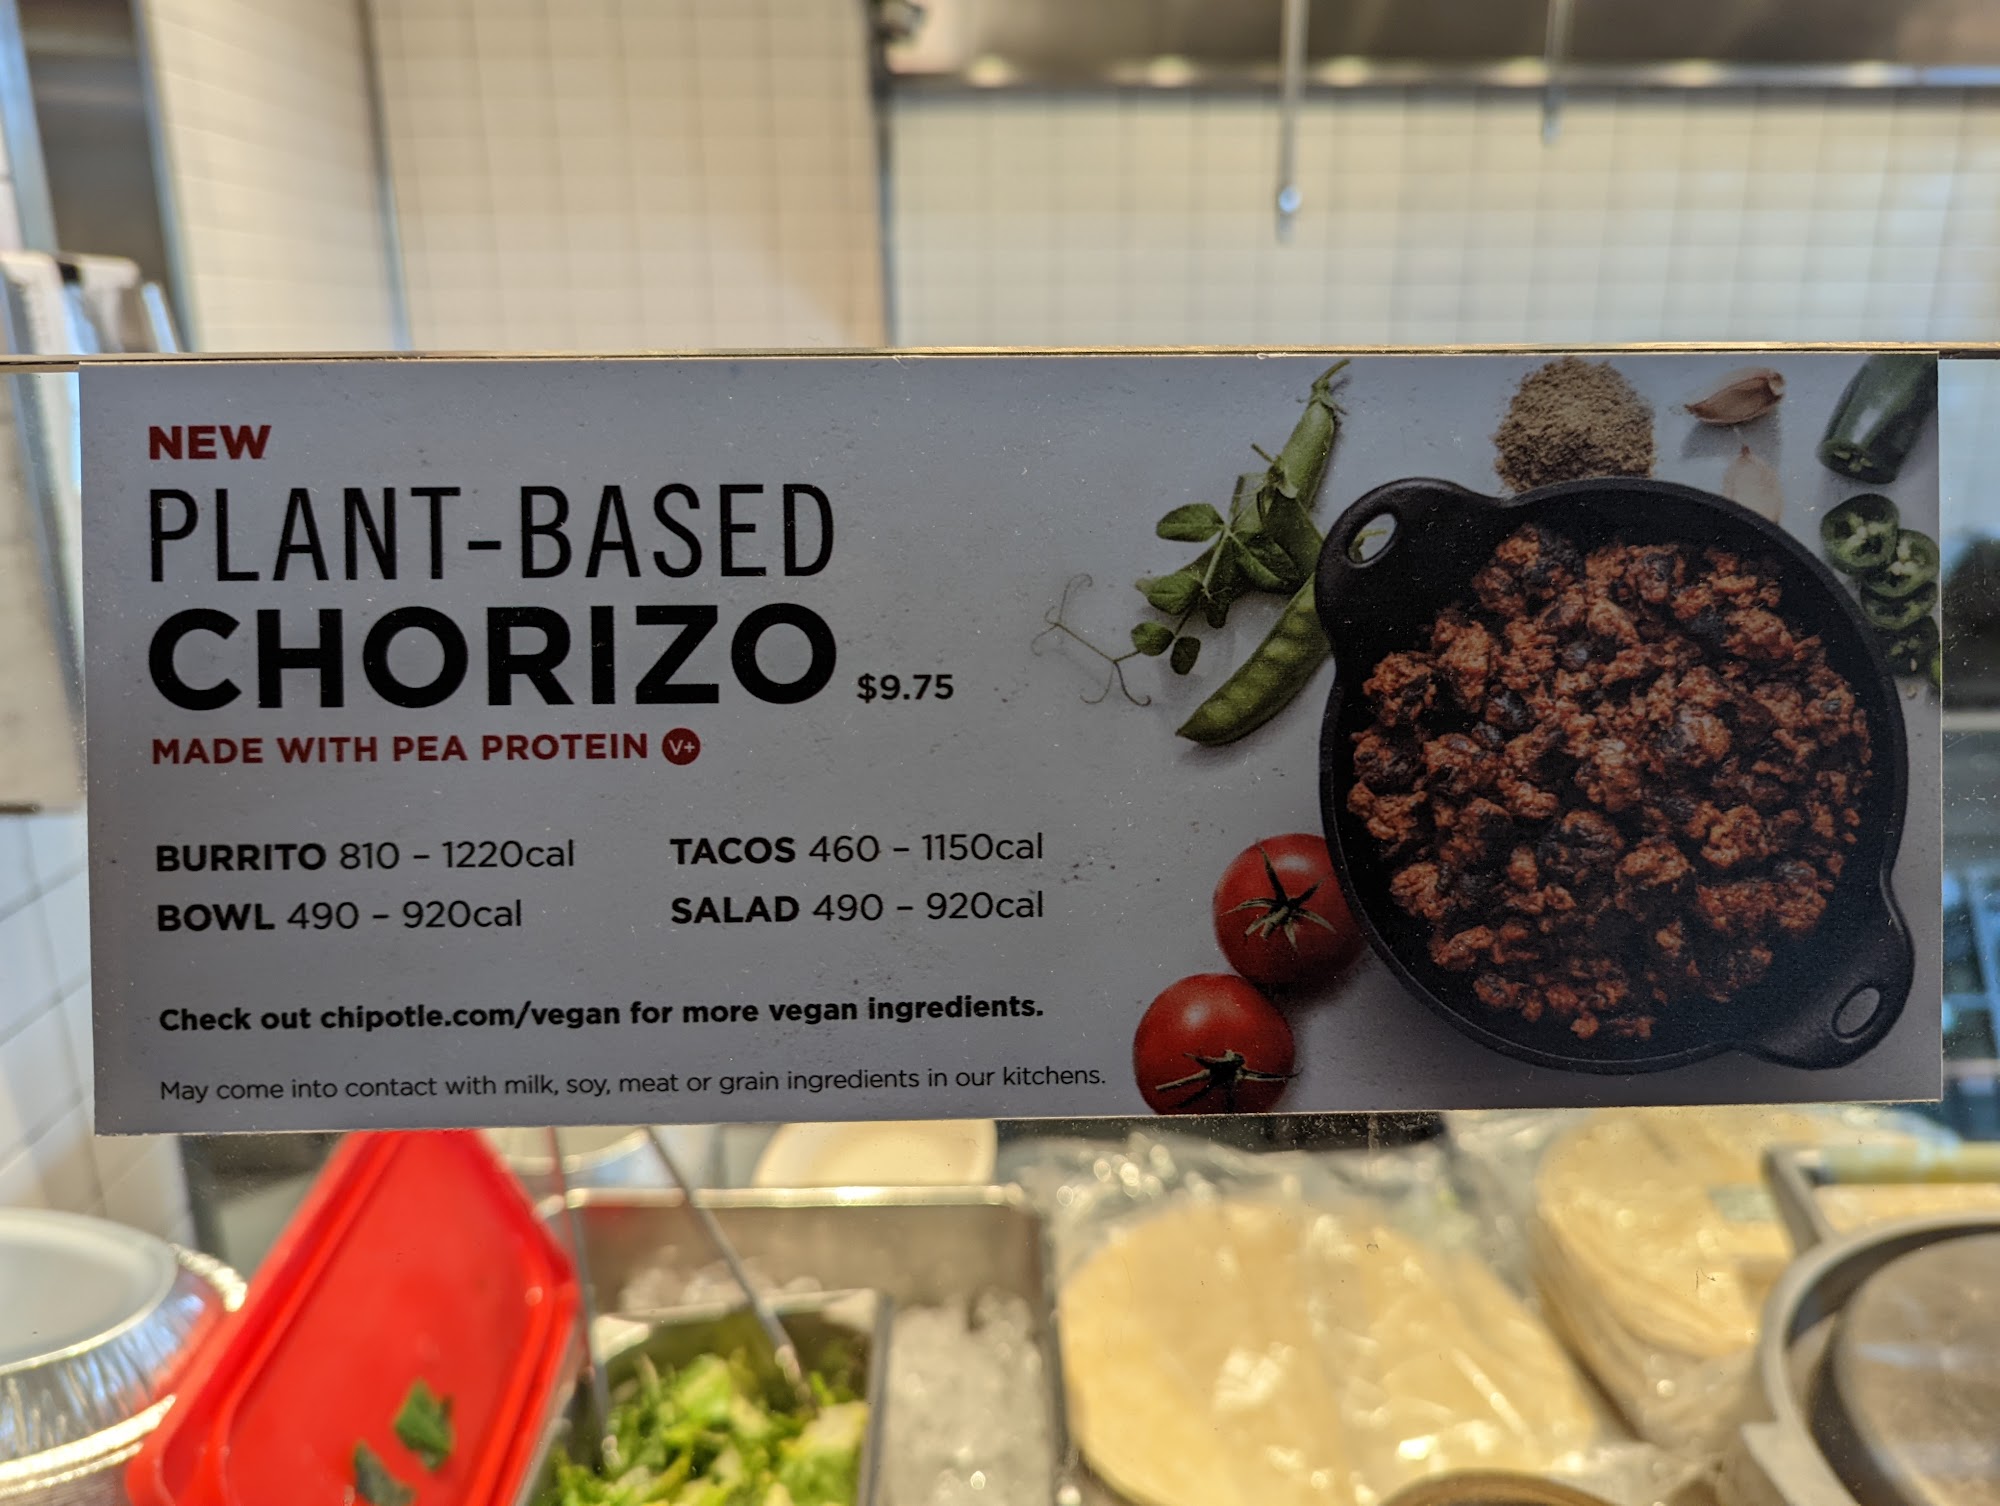 NEW
PLANT-BASED
CHORIZO $9.75
MADE WITH PEA PROTEIN V+
BURRITO 810 – 1220cal TACOS 460 – 1150cal
BOWL 490 – 920cal SALAD 490 – 920cal
Check out chipotle.com/vegan for more vegan ingredients.
May come into contact with milk, soy, meat or grain ingredients in our kitchens.